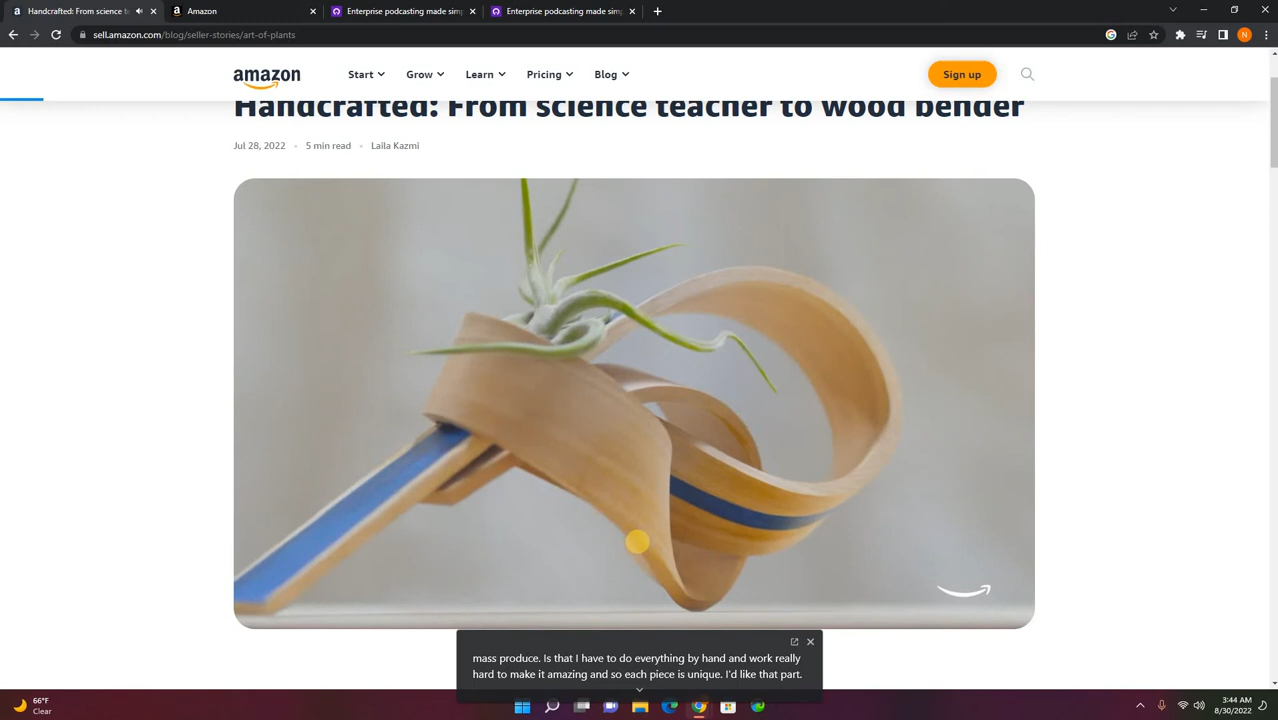 Handcrafted: From science te
Amazon
Enterprise pricing made sim
Enterprise pricing made sim
sell.amazon.com/blog/seller-stories/art-of-plants
N
amazon
Start
Grow
Learn
Pricing
Blog
Sign up
Handcrafted: From science teacher to wood bender
Jul 28, 2022 • 5 min read • Laila Kazmi
mass produce. Is that I have to do everything by hand and work really
hard to make it amazing and so each piece is unique. I'd like that part.
66°F
Clear
3:44 AM
8/30/2022